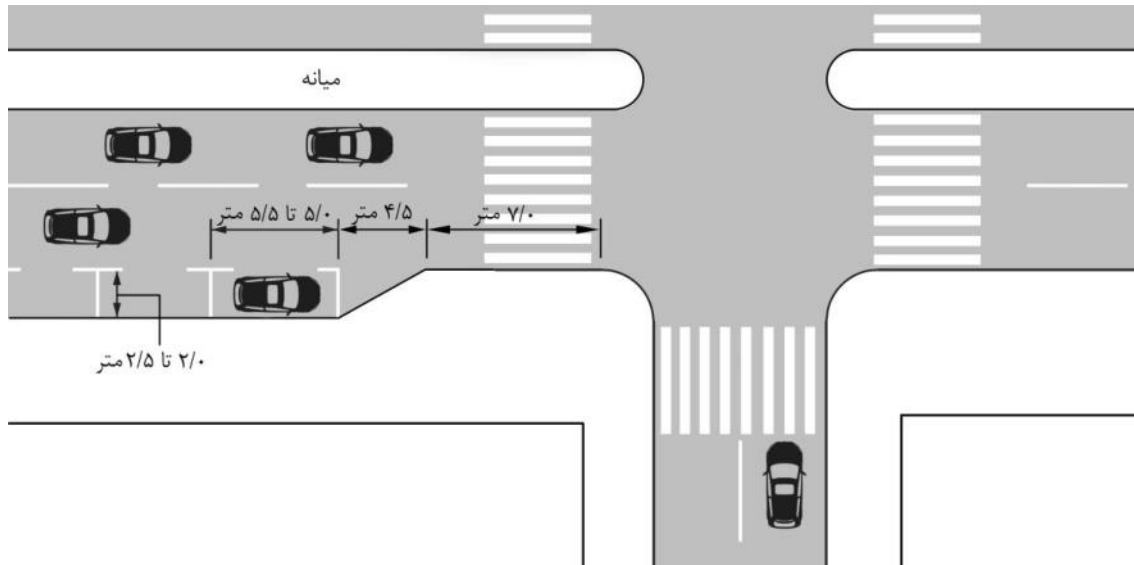 میانه
۵/۰ تا ۵/۵ متر
۴/۵ متر
۷/۰ متر
۲/۰ تا ۲/۵ متر